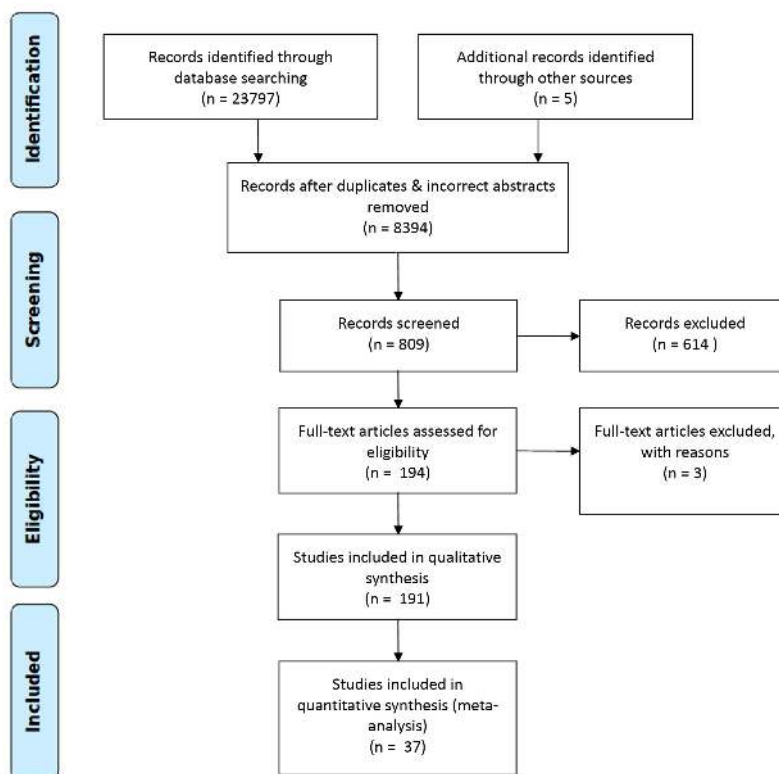 Identification
Records identified through
database searching
(n = 23797)
Additional records identified
through other sources
(n = 5)
Records after duplicates & incorrect abstracts
removed
(n = 8394)
Screening
Records screened
(n = 809)
Records excluded
(n = 614 )
Eligibility
Full-text articles assessed for
eligibility
(n = 194)
Full-text articles excluded,
with reasons
(n = 3)
Studies included in qualitative
synthesis
(n = 191)
Included
Studies included in
quantitative synthesis (meta-
analysis)
(n = 37)